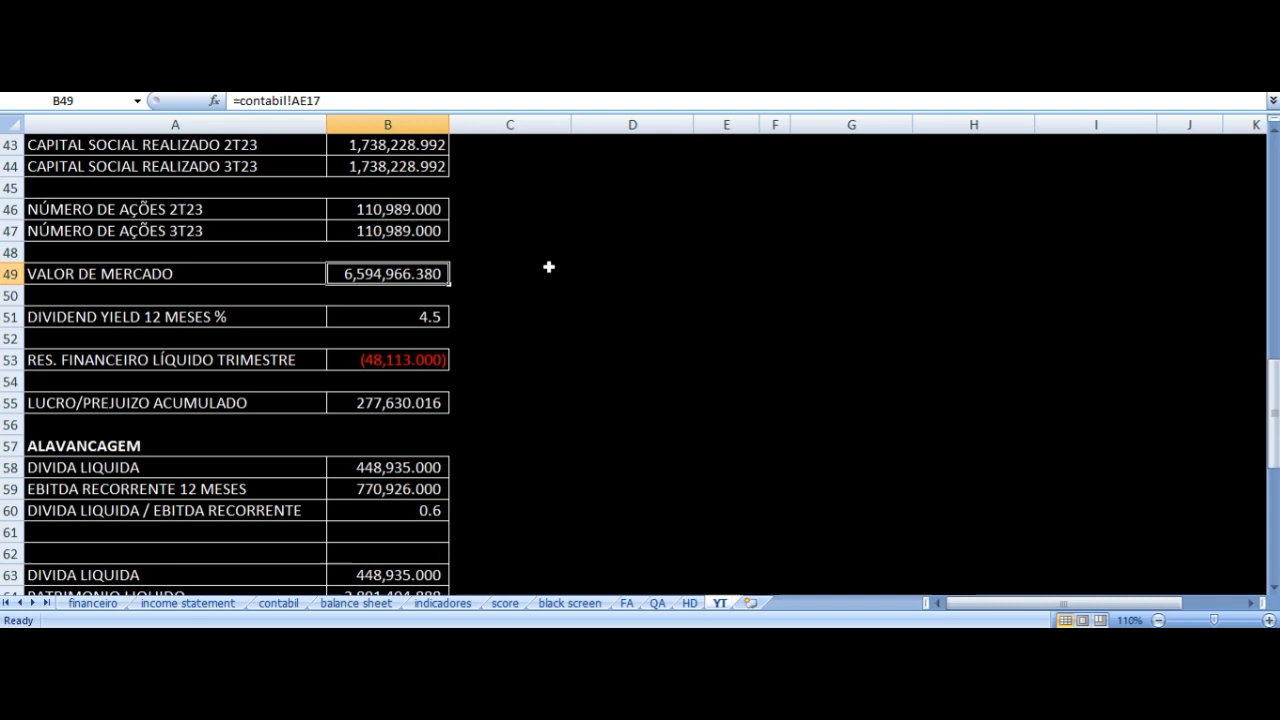 B49 fx =contabil!AE17
A B C D E F G H I J K
43 CAPITAL SOCIAL REALIZADO 2T23 1,738,228.992
44 CAPITAL SOCIAL REALIZADO 3T23 1,738,228.992
45
46 NÚMERO DE AÇÕES 2T23 110,989.000
47 NÚMERO DE AÇÕES 3T23 110,989.000
48
49 VALOR DE MERCADO 6,594,966.380
50
51 DIVIDEND YIELD 12 MESES % 4.5
52
53 RES. FINANCEIRO LÍQUIDO TRIMESTRE (48,113.000)
54
55 LUCRO/PREJUIZO ACUMULADO 277,630.016
56
57 ALAVANCAGEM
58 DIVIDA LIQUIDA 448,935.000
59 EBITDA RECORRENTE 12 MESES 770,926.000
60 DIVIDA LIQUIDA / EBITDA RECORRENTE 0.6
61
62
63 DIVIDA LIQUIDA 448,935.000
financeiro income statement contabil balance sheet indicadores score black screen FA QA HD YT
Ready 110%